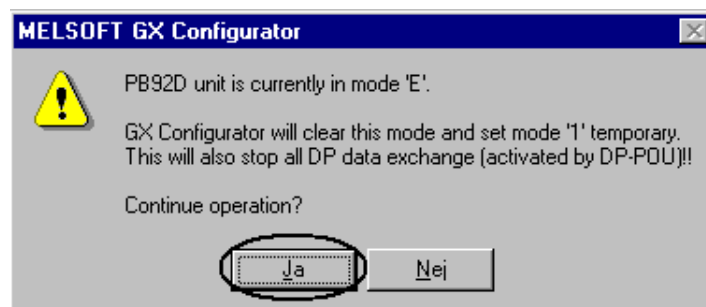 MELSOFT GX Configurator
PB92D unit is currently in mode 'E'.
GX Configurator will clear this mode and set mode '1' temporary.
This will also stop all DP data exchange (activated by DP-POU)!!
Continue operation?
Ja Nej